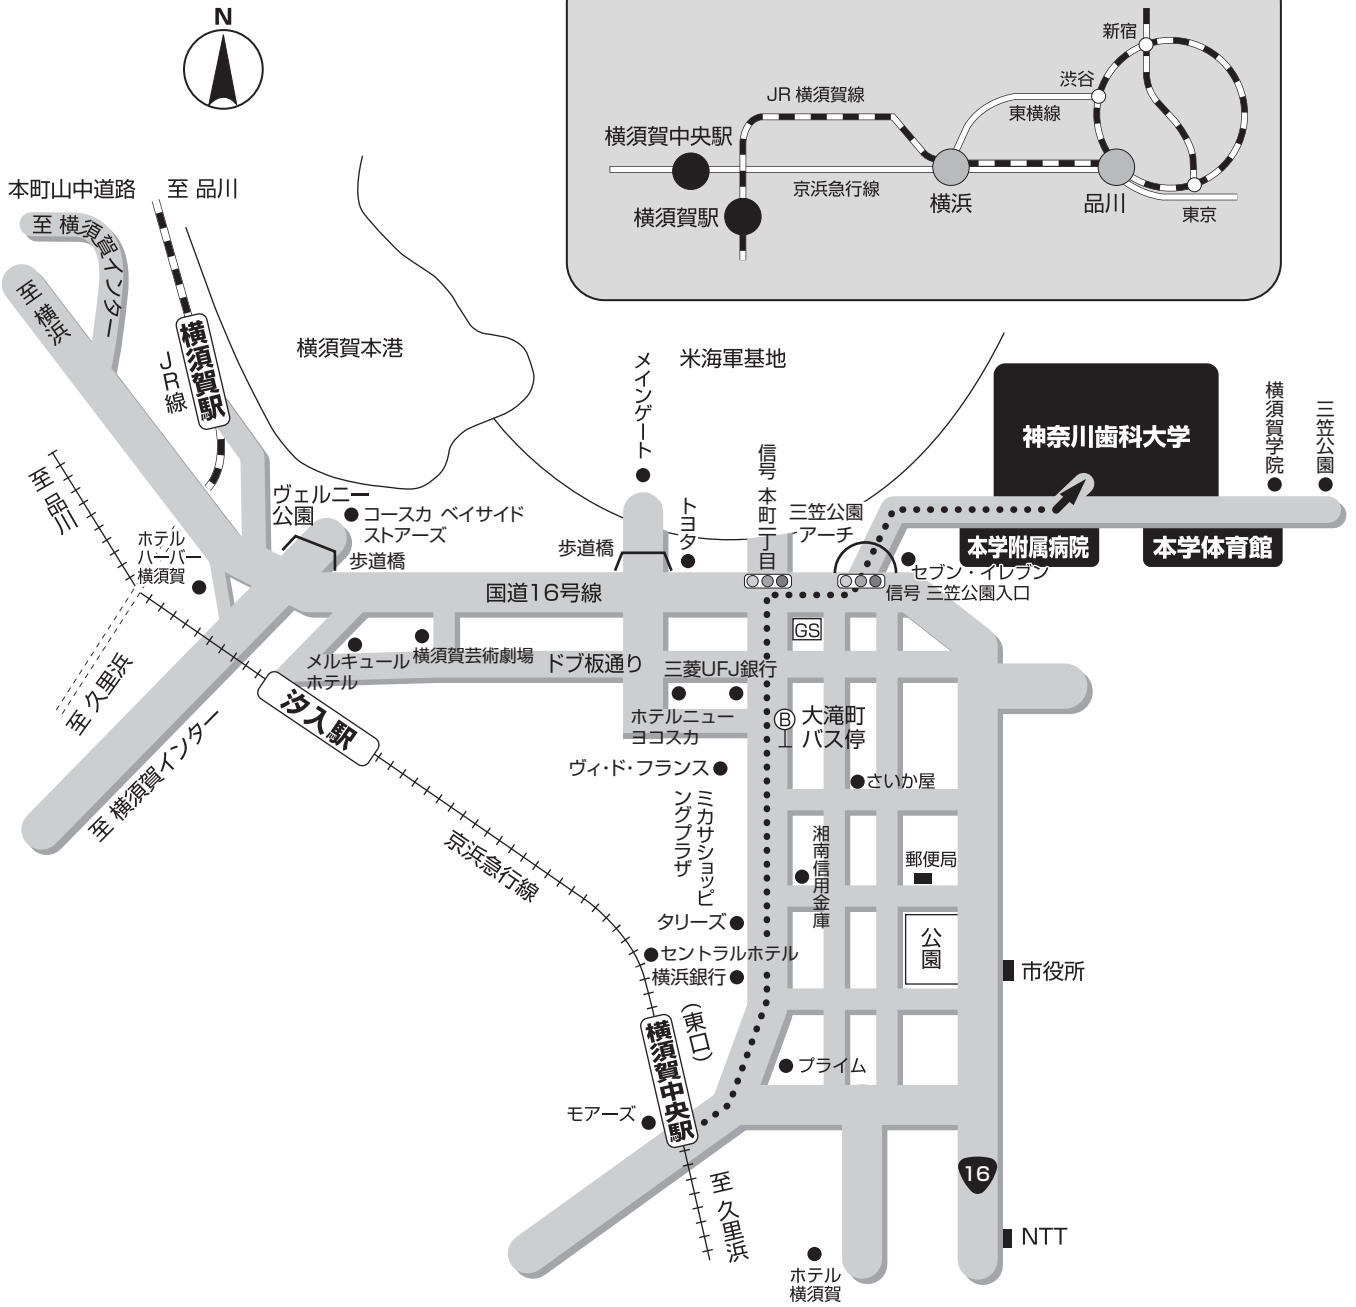 N
新宿
渋谷
JR 横須賀線
東横線
横須賀中央駅
京浜急行線
横浜
品川
東京
横須賀駅
本町山中道路
至 品川
至 横須賀インター
至 横浜
横須賀駅
JR線
横須賀本港
メインゲート
米海軍基地
神奈川歯科大学
横須賀学院
三笠公園
至 品川
ヴェルニー
公園
コースカ ベイサイド
ストアーズ
トヨタ
信号 本町一丁目
三笠公園
アーチ
本学附属病院
本学体育館
ホテル
ハーバー
横須賀
歩道橋
歩道橋
セブン・イレブン
信号 三笠公園入口
国道16号線
GS
メルキュール
ホテル
横須賀芸術劇場
ドブ板通り
三菱UFJ銀行
至 久里浜
汐入駅
ホテルニュー
ヨコスカ
B
大滝町
バス停
至 横須賀インター
ヴィ・ド・フランス
さいか屋
ミカサショッピ
ングプラザ
京浜急行線
湘南信用金庫
郵便局
タリーズ
公園
セントラルホテル
横浜銀行
市役所
(東口)
横須賀中央駅
プライム
モアーズ
至 久里浜
16
NTT
ホテル
横須賀